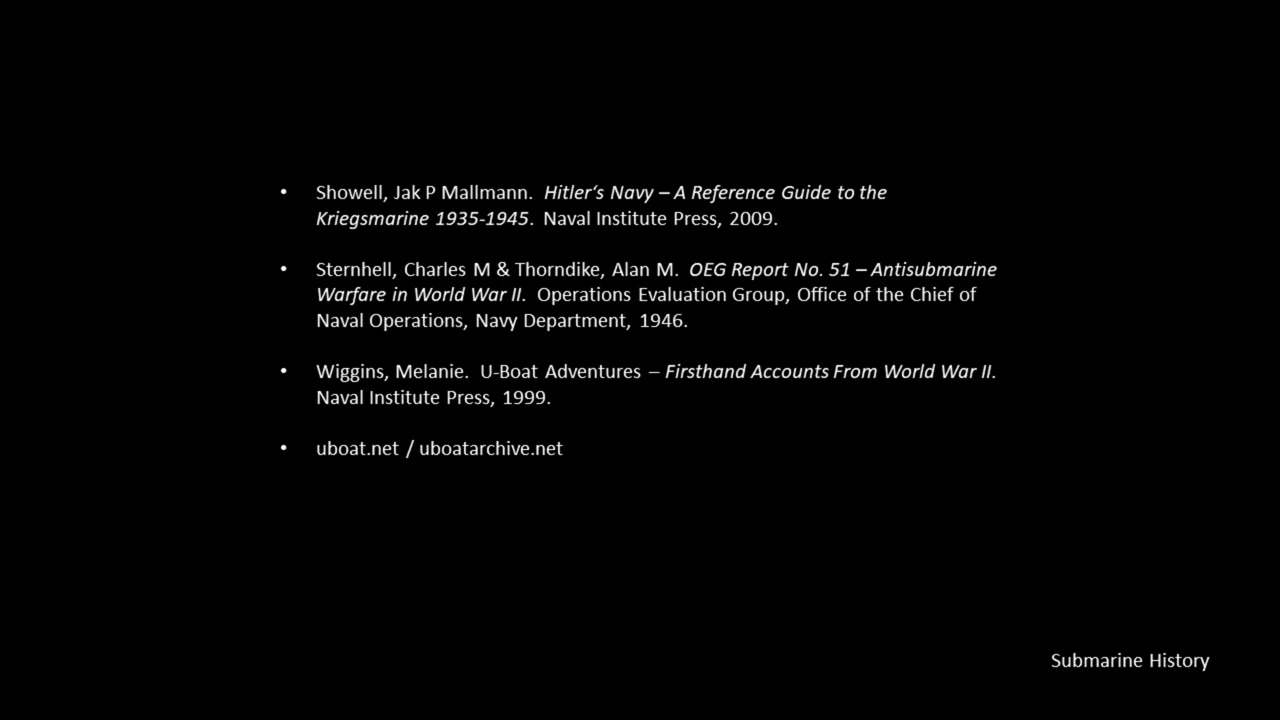 • Showell, Jak P Mallmann.  Hitler‘s Navy – A Reference Guide to the
Kriegsmarine 1935-1945.  Naval Institute Press, 2009.
• Sternhell, Charles M & Thorndike, Alan M.  OEG Report No. 51 – Antisubmarine
Warfare in World War II.  Operations Evaluation Group, Office of the Chief of
Naval Operations, Navy Department, 1946.
• Wiggins, Melanie.  U-Boat Adventures – Firsthand Accounts From World War II.
Naval Institute Press, 1999.
• uboat.net / uboatarchive.net
Submarine History